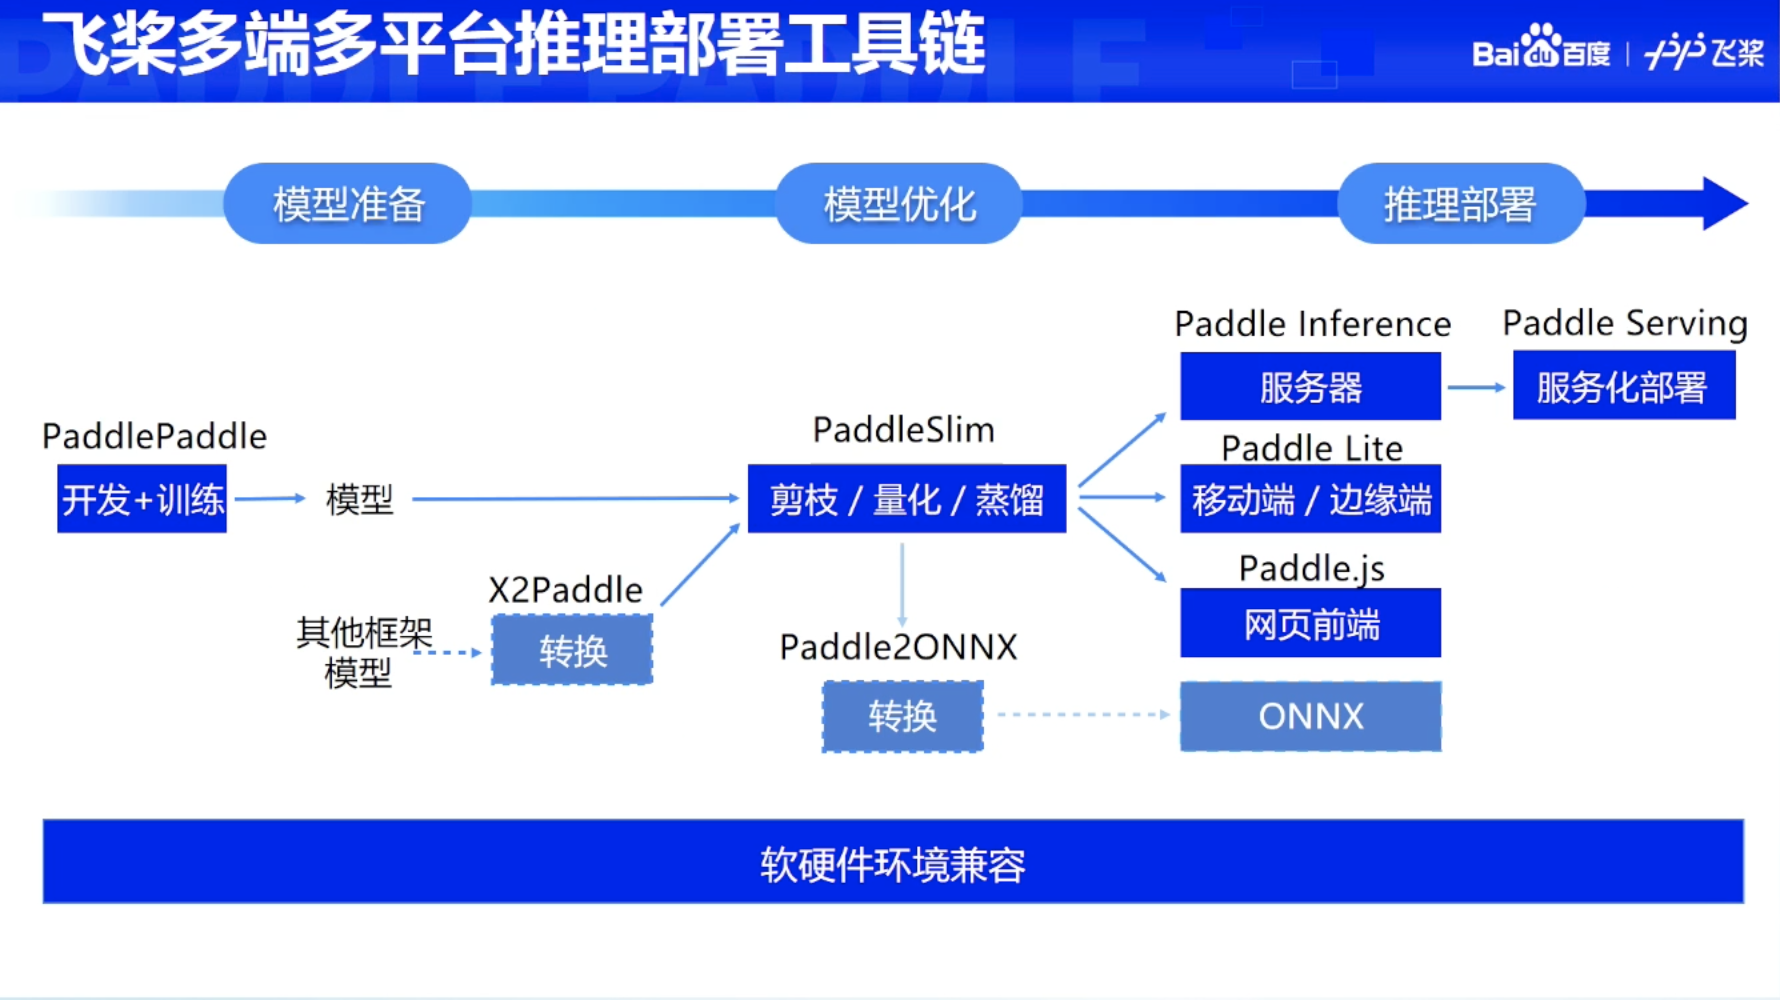 飞桨多端多平台推理部署工具链
Bai du 百度 | 飞桨
模型准备
模型优化
推理部署
PaddlePaddle
开发+训练
模型
其他框架
模型
X2Paddle
转换
PaddleSlim
剪枝 / 量化 / 蒸馏
Paddle2ONNX
转换
Paddle Inference
服务器
Paddle Serving
服务化部署
Paddle Lite
移动端 / 边缘端
Paddle.js
网页前端
ONNX
软硬件环境兼容